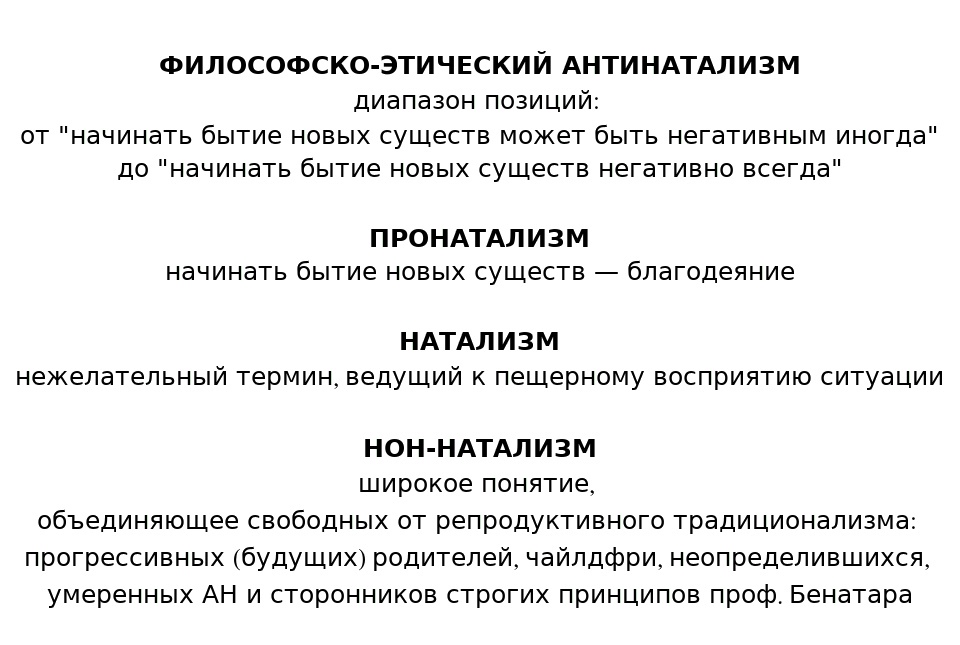 ФИЛОСОФСКО-ЭТИЧЕСКИЙ АНТИНАТАЛИЗМ
диапазон позиций:
от "начинать бытие новых существ может быть негативным иногда"
до "начинать бытие новых существ негативно всегда"
ПРОНАТАЛИЗМ
начинать бытие новых существ — благодеяние
НАТАЛИЗМ
нежелательный термин, ведущий к пещерному восприятию ситуации
НОН-НАТАЛИЗМ
широкое понятие,
объединяющее свободных от репродуктивного традиционализма:
прогрессивных (будущих) родителей, чайлдфри, неопределившихся,
умеренных АН и сторонников строгих принципов проф. Бенатара